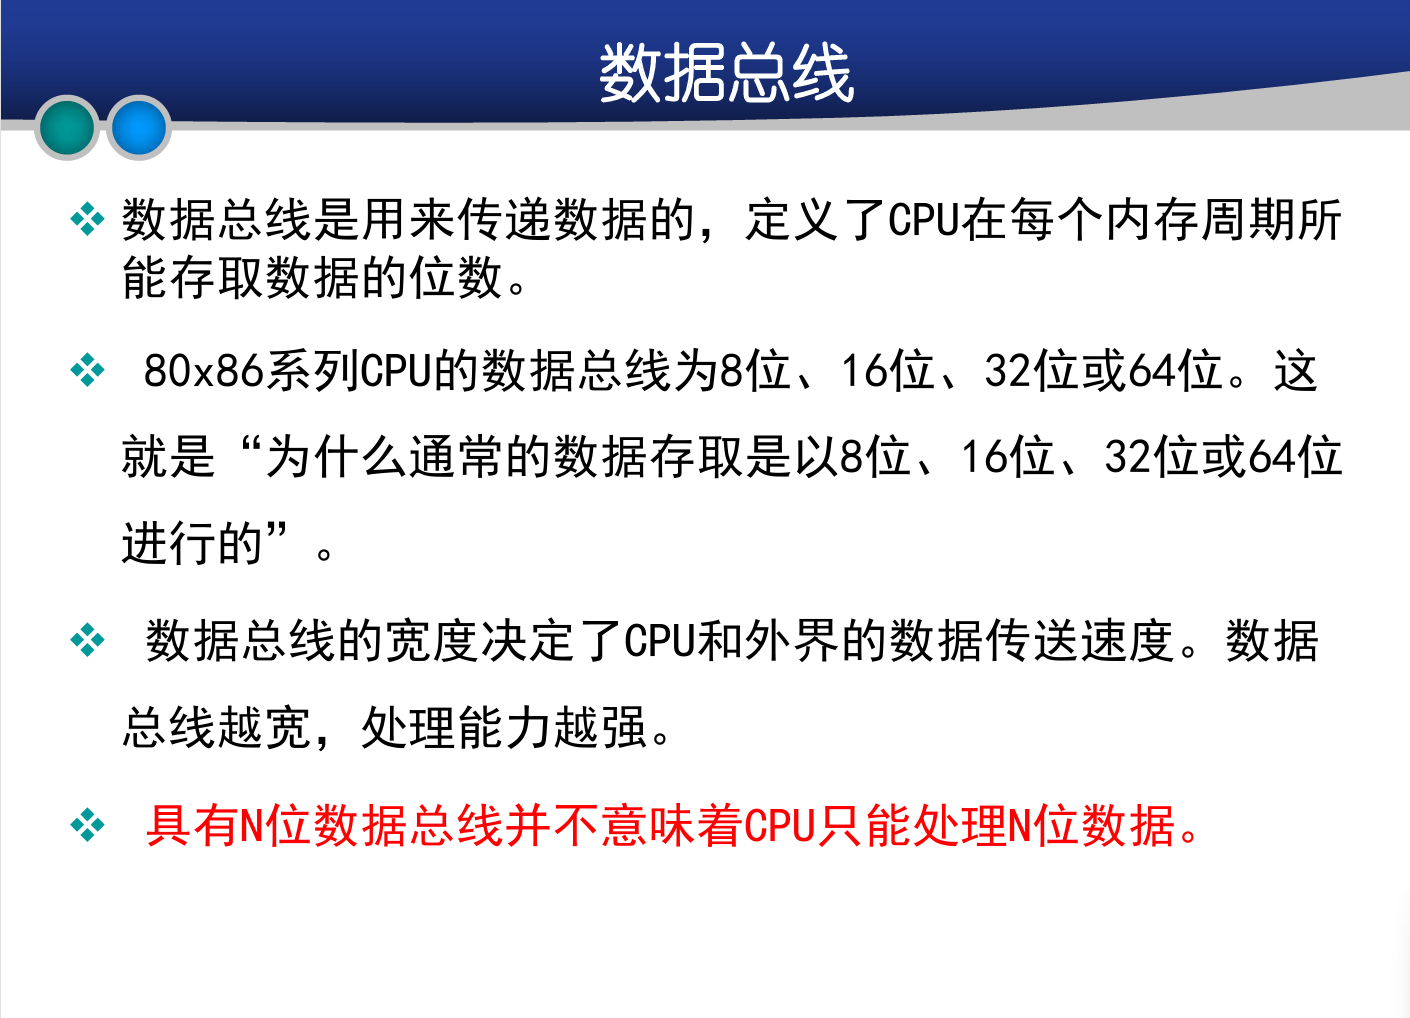 数据总线
数据总线是用来传递数据的，定义了CPU在每个内存周期所
能存取数据的位数。
80x86系列CPU的数据总线为8位、16位、32位或64位。这
就是“为什么通常的数据存取是以8位、16位、32位或64位
进行的”。
数据总线的宽度决定了CPU和外界的数据传送速度。数据
总线越宽，处理能力越强。
具有N位数据总线并不意味着CPU只能处理N位数据。